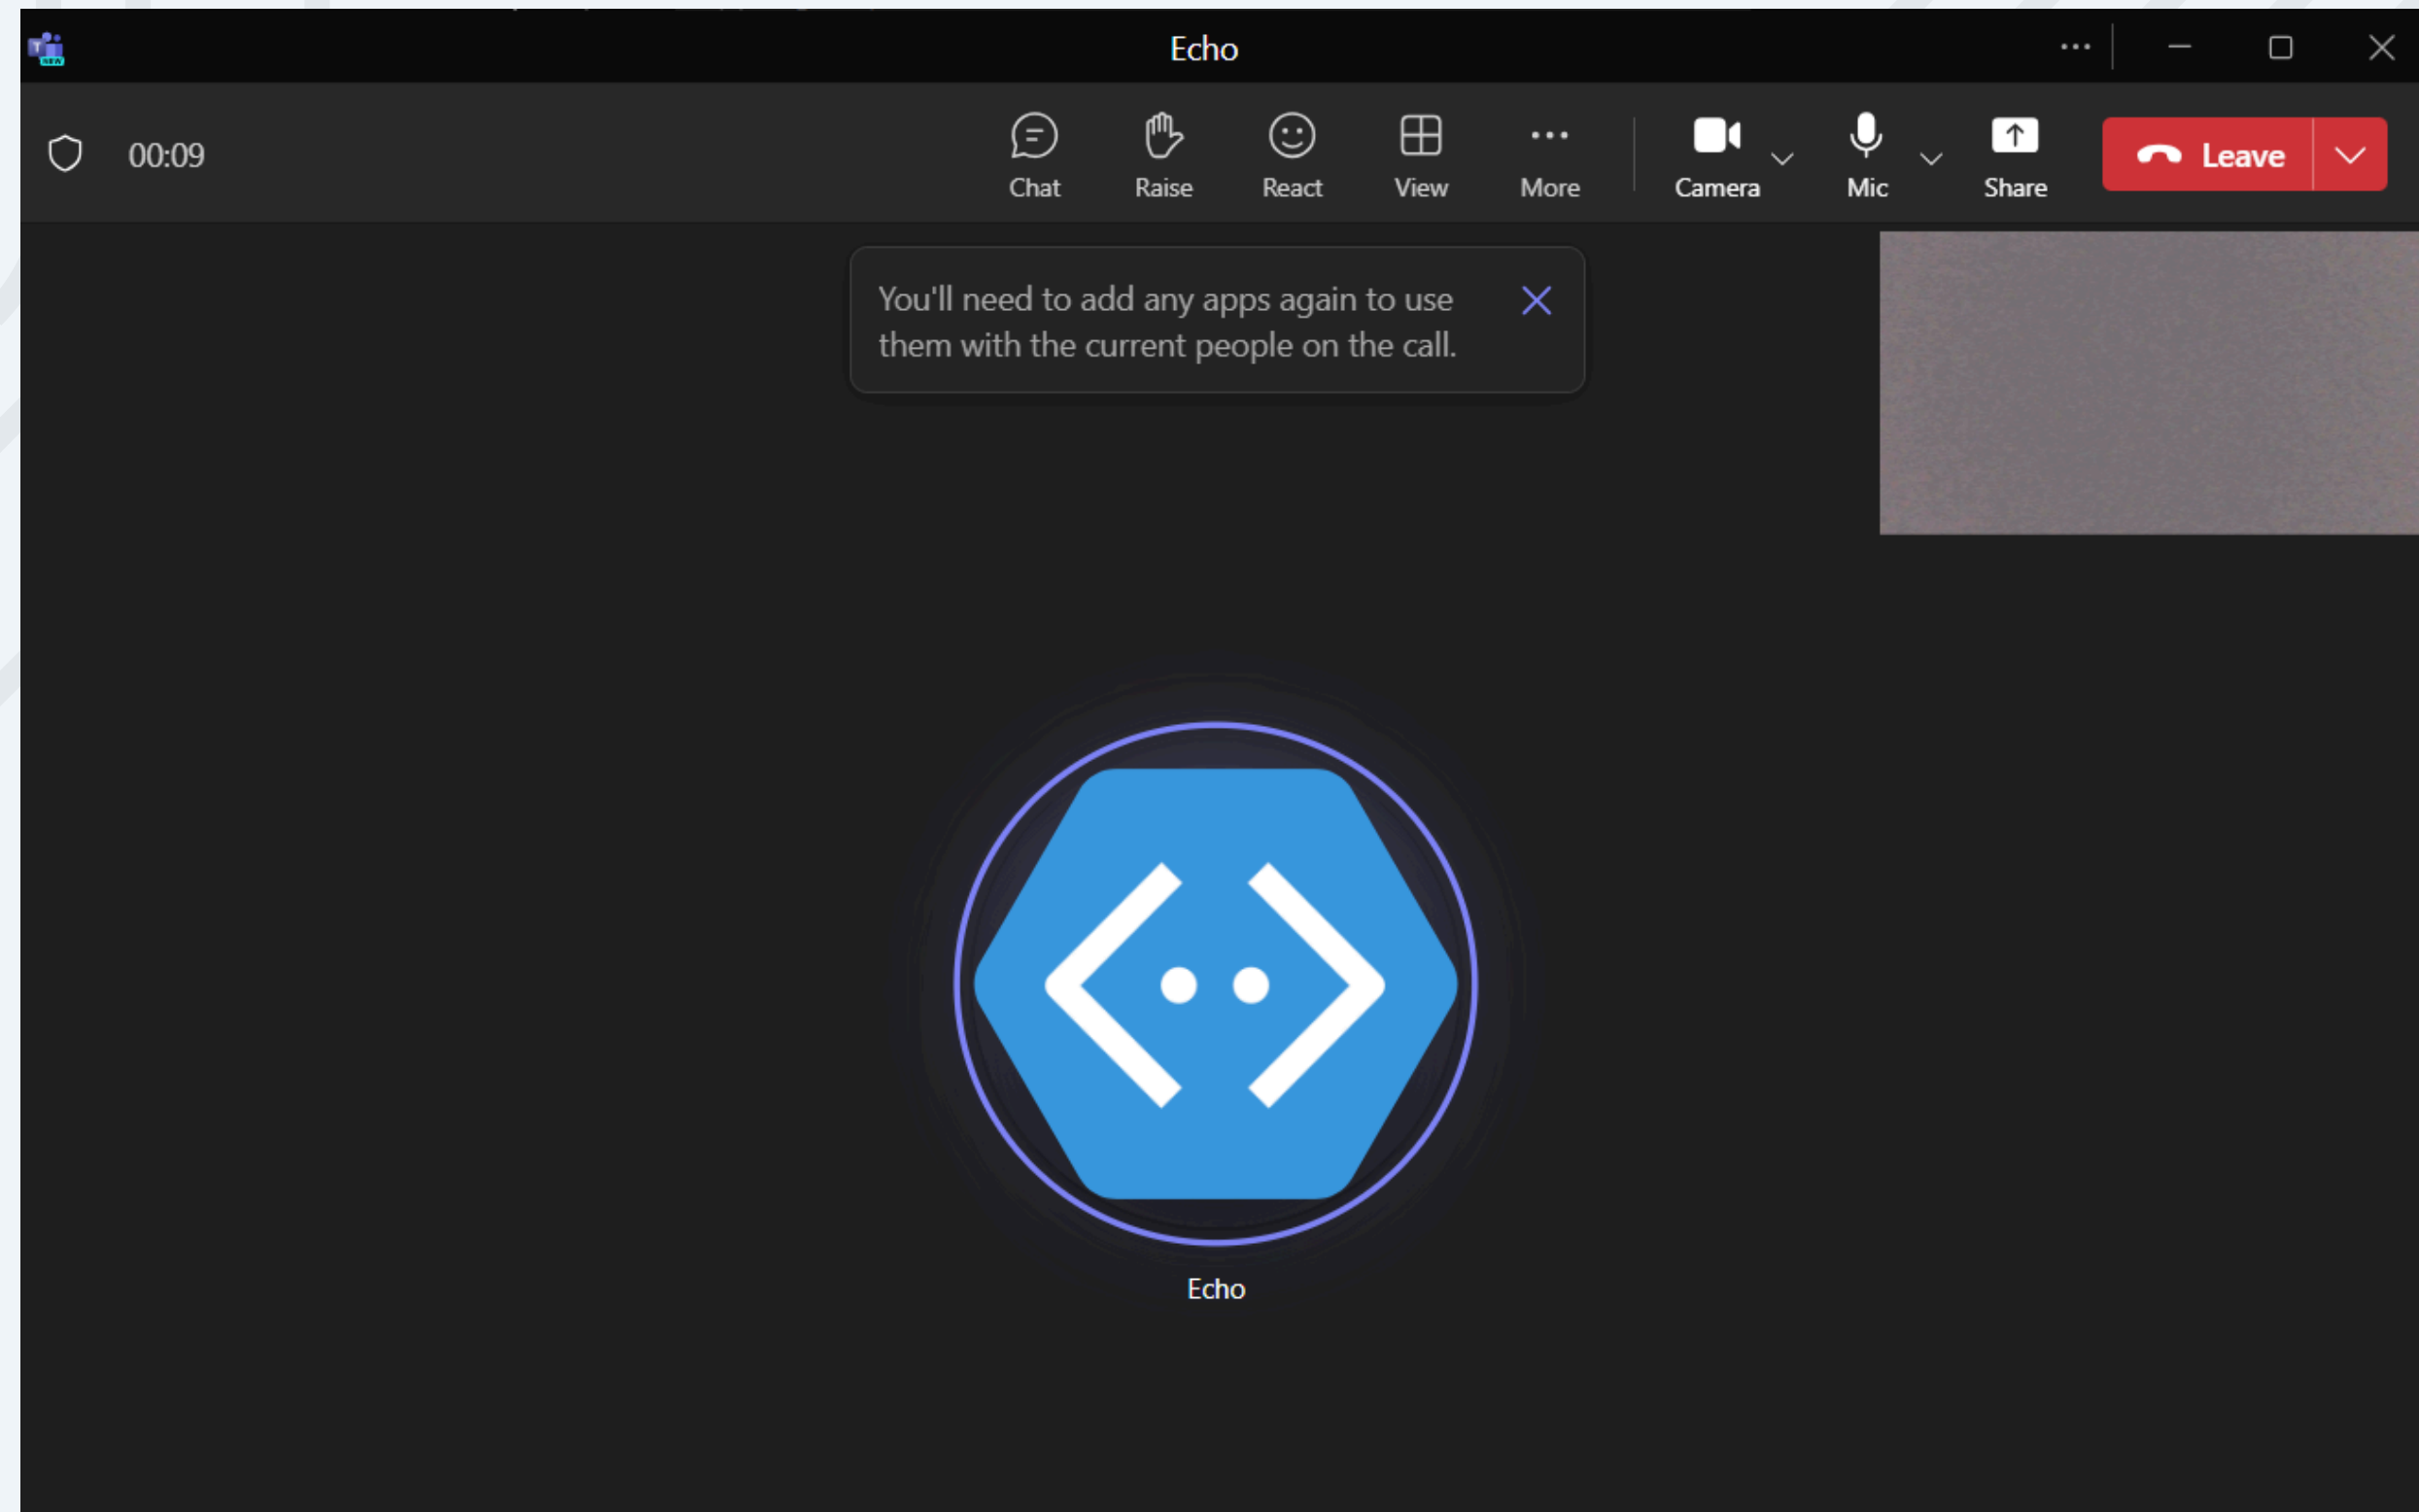 Echo
00:09
Chat
Raise
React
View
More
Camera
Mic
Share
Leave
You'll need to add any apps again to use
them with the current people on the call.
Echo